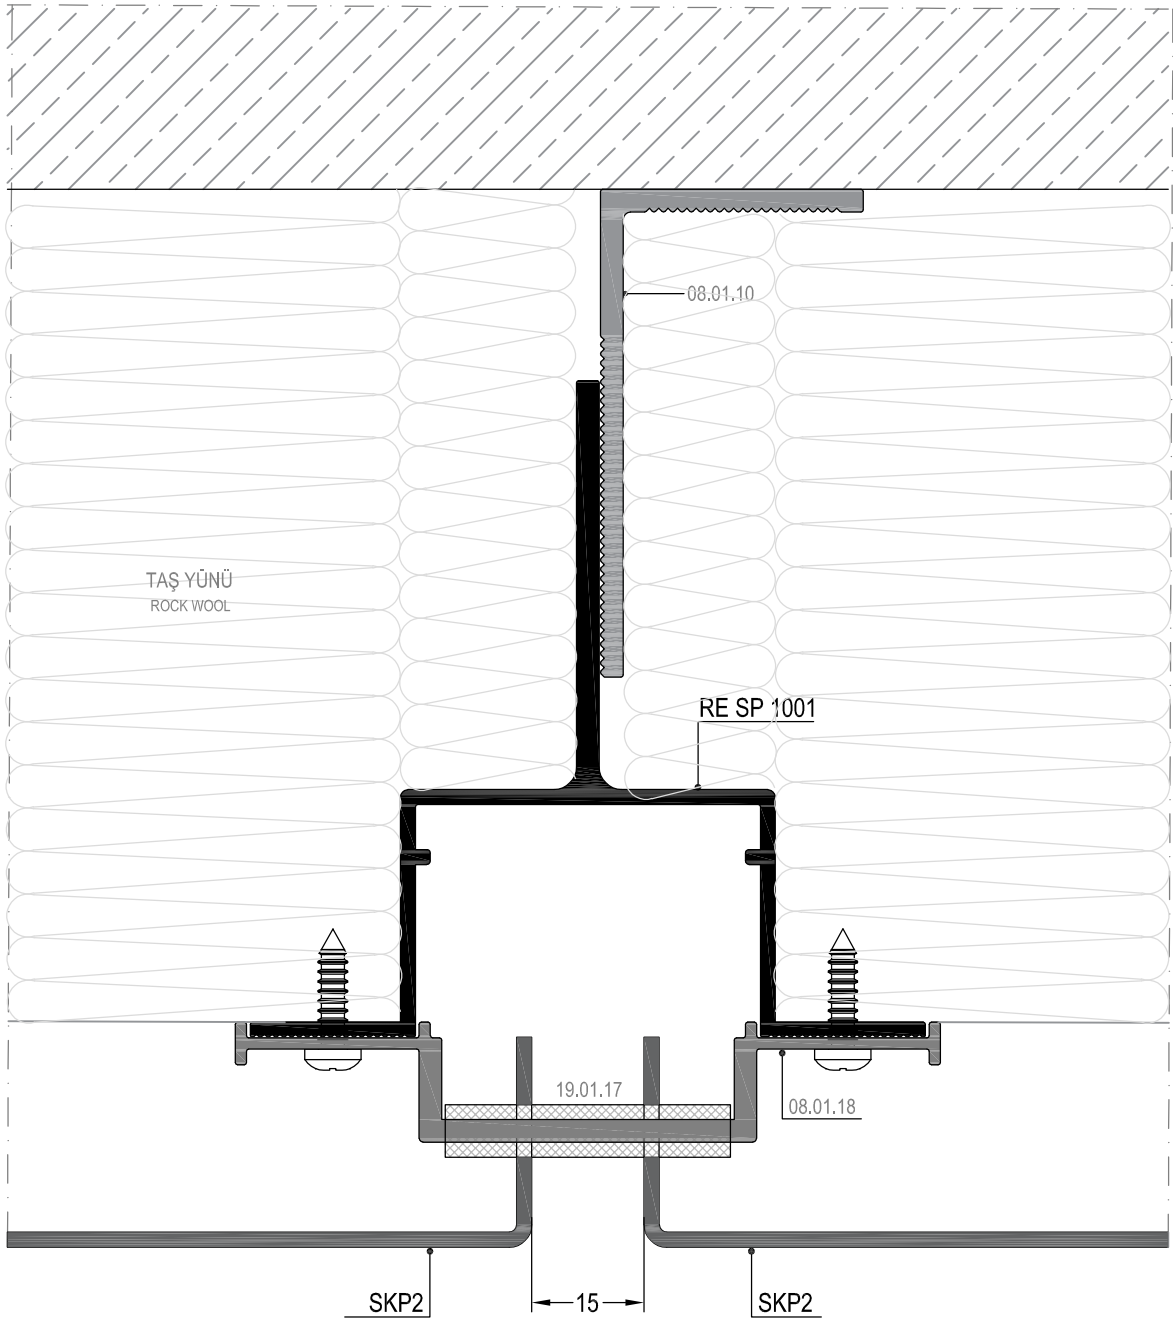 08.01.10
TAŞ YÜNÜ
ROCK WOOL
RE SP 1001
19.01.17
08.01.18
SKP2
15
SKP2